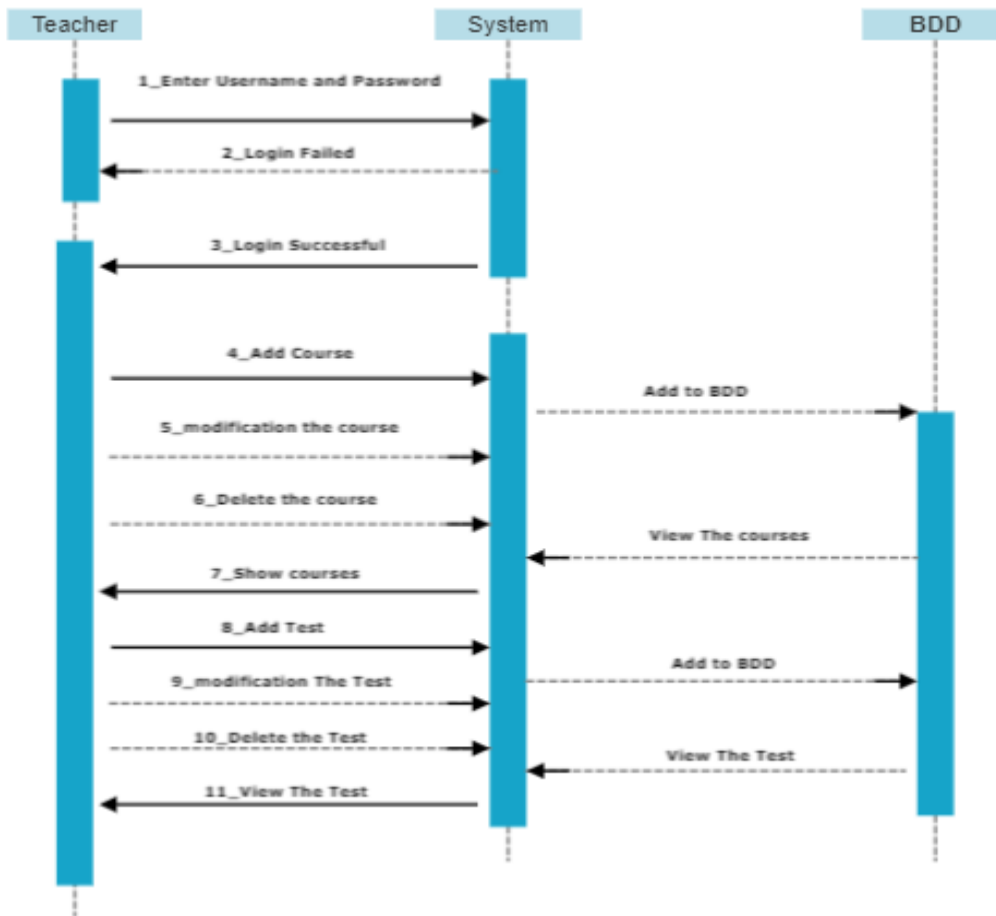 Teacher
System
BDD
1_Enter Username and Password
2_Login Failed
3_Login Successful
4_Add Course
Add to BDD
5_modification the course
6_Delete the course
View The courses
7_Show courses
8_Add Test
Add to BDD
9_modification The Test
10_Delete the Test
View The Test
11_View The Test